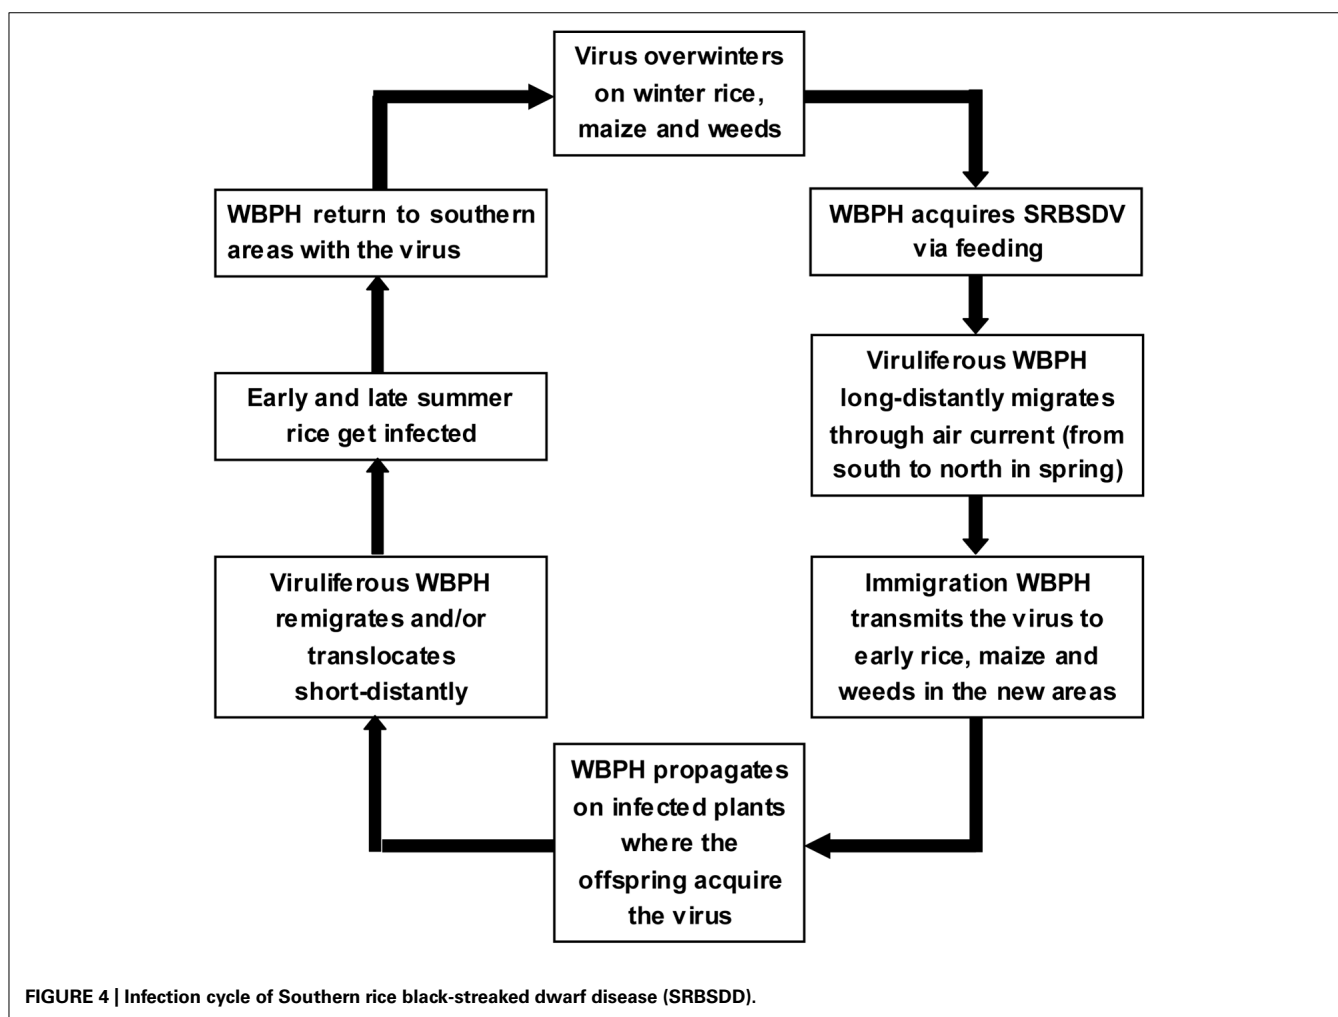 Virus overwinters
on winter rice,
maize and weeds
WBPH acquires SRBSDV
via feeding
Viruliferous WBPH
long-distantly migrates
through air current (from
south to north in spring)
Immigration WBPH
transmits the virus to
early rice, maize and
weeds in the new areas
WBPH propagates
on infected plants
where the
offspring acquire
the virus
Viruliferous WBPH
remigrates and/or
translocates
short-distantly
Early and late summer
rice get infected
WBPH return to southern
areas with the virus
FIGURE 4 | Infection cycle of Southern rice black-streaked dwarf disease (SRBSDD).